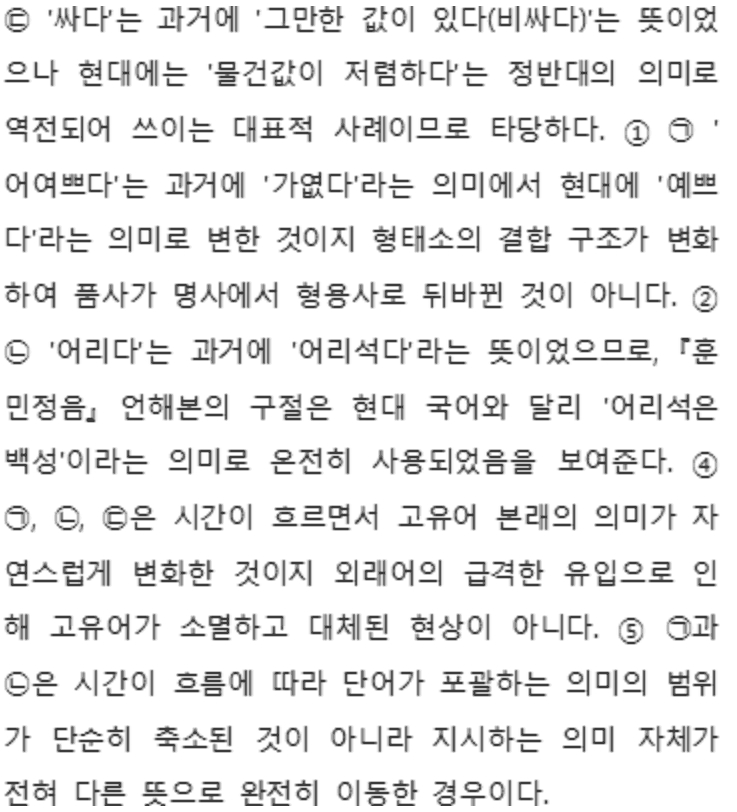 ㉢ '싸다'는 과거에 '그만한 값이 있다(비싸다)'는 뜻이었
으나 현대에는 '물건값이 저렴하다'는 정반대의 의미로
역전되어 쓰이는 대표적 사례이므로 타당하다. ① ㉠ '
어여쁘다'는 과거에 '가엾다'라는 의미에서 현대에 '예쁘
다'라는 의미로 변한 것이지 형태소의 결합 구조가 변화
하여 품사가 명사에서 형용사로 뒤바뀐 것이 아니다. ②
㉡ '어리다'는 과거에 '어리석다'라는 뜻이었으므로, 『훈
민정음』 언해본의 구절은 현대 국어와 달리 '어리석은
백성'이라는 의미로 온전히 사용되었음을 보여준다. ④
㉠, ㉡, ㉢은 시간이 흐르면서 고유어 본래의 의미가 자
연스럽게 변화한 것이지 외래어의 급격한 유입으로 인
해 고유어가 소멸하고 대체된 현상이 아니다. ⑤ ㉠과
㉡은 시간이 흐름에 따라 단어가 포괄하는 의미의 범위
가 단순히 축소된 것이 아니라 지시하는 의미 자체가
전혀 다른 뜻으로 완전히 이동한 경우이다.